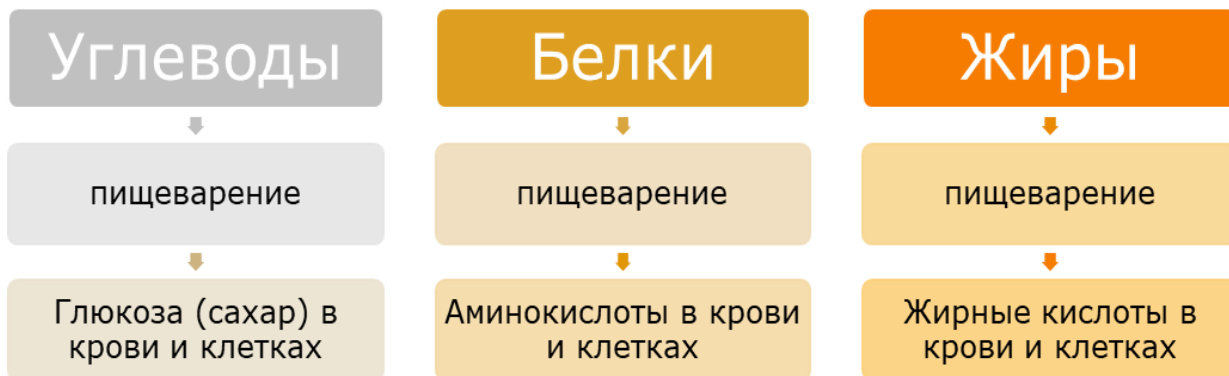 Углеводы
Белки
Жиры
пищеварение
пищеварение
пищеварение
Глюкоза (сахар) в
крови и клетках
Аминокислоты в крови
и клетках
Жирные кислоты в
крови и клетках